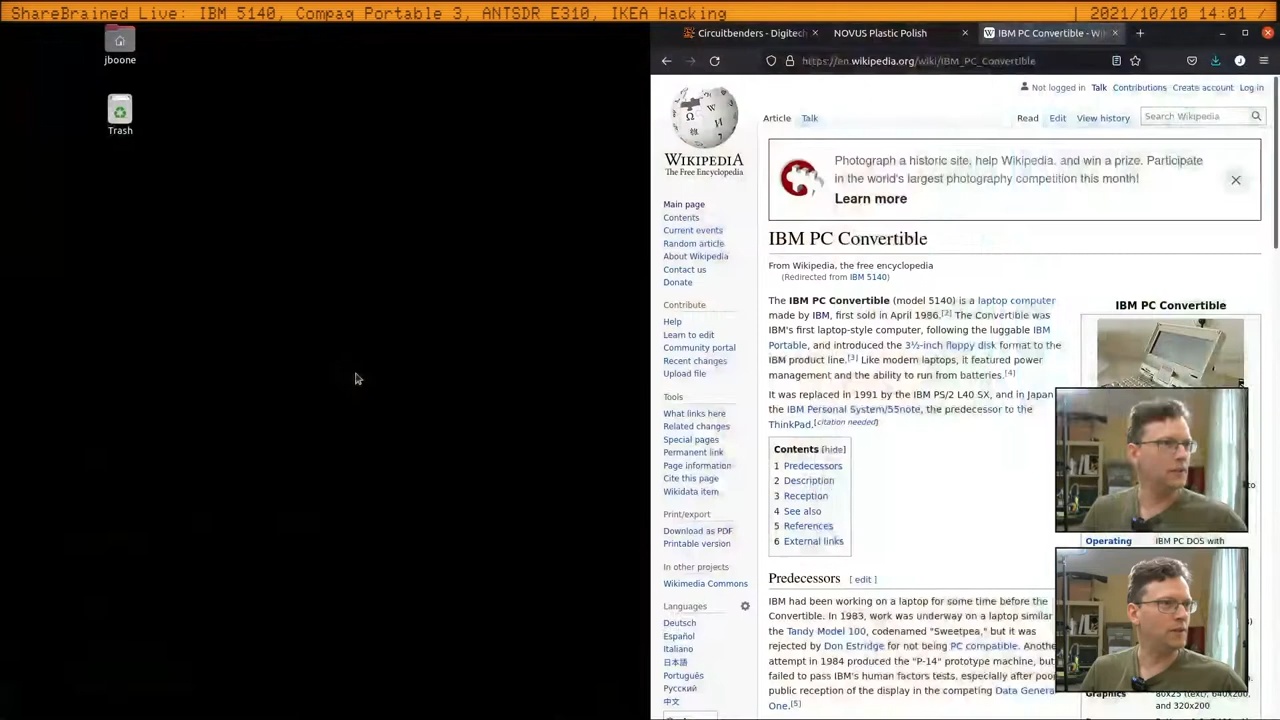 ShareBrained Live: IBM 5140, Compaq Portable 3, ANTSDR E310, IKEA Hacking
| 2021/10/10 14:01 /
jboone
Trash
Circuitbenders - Digitech
NOVUS Plastic Polish
IBM PC Convertible - Wik
https://en.wikipedia.org/wiki/IBM_PC_Convertible
Not logged in Talk Contributions Create account Log in
Article Talk
Read Edit View history
Search Wikipedia
WIKIPEDIA
The Free Encyclopedia
Main page
Contents
Current events
Random article
About Wikipedia
Contact us
Donate
Contribute
Help
Learn to edit
Community portal
Recent changes
Upload file
Tools
What links here
Related changes
Special pages
Permanent link
Page information
Cite this page
Wikidata item
Print/export
Download as PDF
Printable version
In other projects
Wikimedia Commons
Languages
Deutsch
Español
Italiano
日本語
Português
Русский
中文
Photograph a historic site, help Wikipedia, and win a prize. Participate
in the world's largest photography competition this month!
Learn more
IBM PC Convertible
From Wikipedia, the free encyclopedia
(Redirected from IBM 5140)
The IBM PC Convertible (model 5140) is a laptop computer
made by IBM, first sold in April 1986.[2] The Convertible was
IBM's first laptop-style computer, following the luggable IBM
Portable, and introduced the 3½-inch floppy disk format to the
IBM product line.[3] Like modern laptops, it featured power
management and the ability to run from batteries.[4]
It was replaced in 1991 by the IBM PS/2 L40 SX, and in Japan
the IBM Personal System/55note, the predecessor to the
ThinkPad.[citation needed]
Contents [hide]
1 Predecessors
2 Description
3 Reception
4 See also
5 References
6 External links
Predecessors [ edit ]
IBM had been working on a laptop for some time before the
Convertible. In 1983, work was underway on a laptop similar
the Tandy Model 100, codenamed "Sweetpea," but it was
rejected by Don Estridge for not being PC compatible. Anothe
attempt in 1984 produced the "P-14" prototype machine, but
failed to pass IBM's human factors tests, especially after poor
public reception of the display in the competing Data Genera
One.[5]
IBM PC Convertible
to
Operating IBM PC DOS with
Graphics 80x25 (text), 640x200,
and 320x200